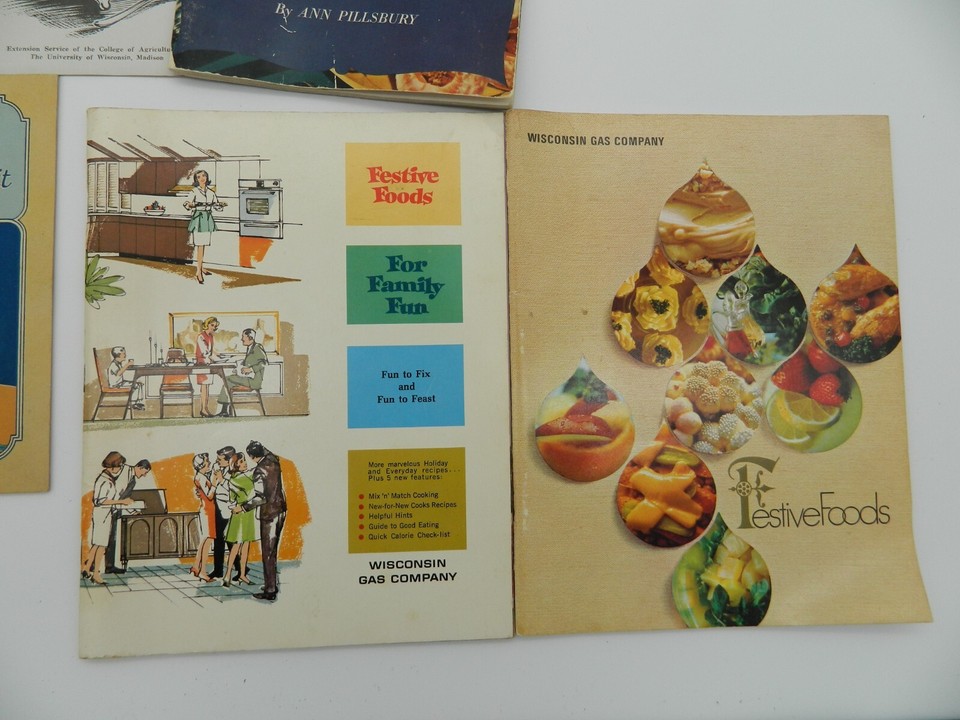 By ANN PILLSBURY
Extension Service of the College of
The University of Wisconsin, Madison
WISCONSIN GAS COMPANY
Festive
Foods
For
Family
Fun
Fun to Fix
and
Fun to Feast
More marvelous Holiday
and Everyday recipes...
Plus 5 new features:
Mix 'n' Match Cooking
New-for-New Cooks Recipes
Helpful Hints
Guide to Good Eating
Quick Calorie Check-list
WISCONSIN
GAS COMPANY
FestiveFoods